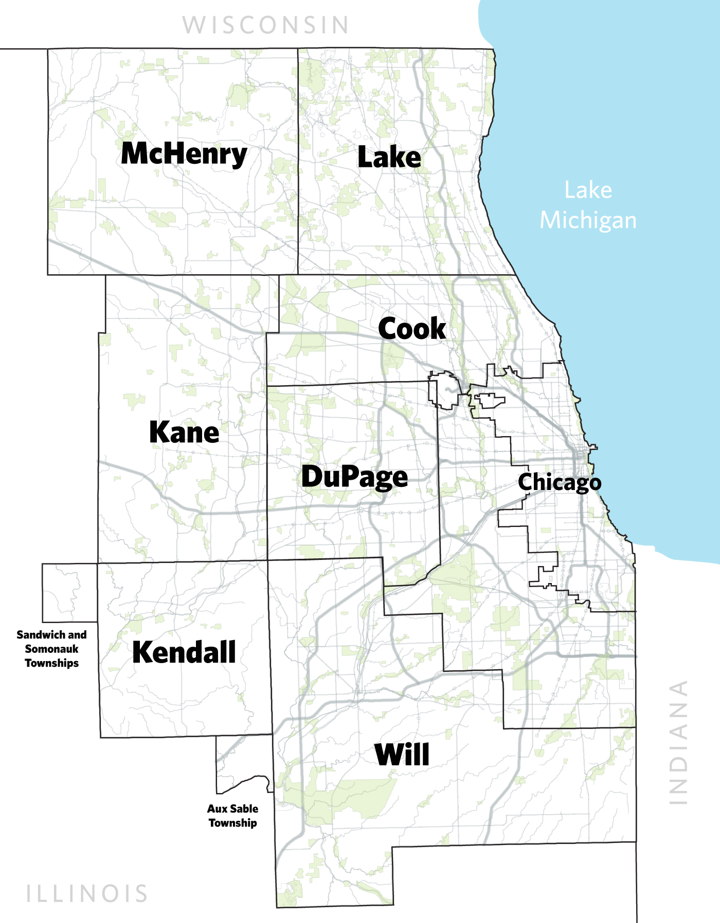 WISCONSIN
McHenry
Lake
Lake
Michigan
Cook
Kane
DuPage
Chicago
Sandwich and
Somonauk
Townships
Kendall
Will
INDIANA
Aux Sable
Township
ILLINOIS